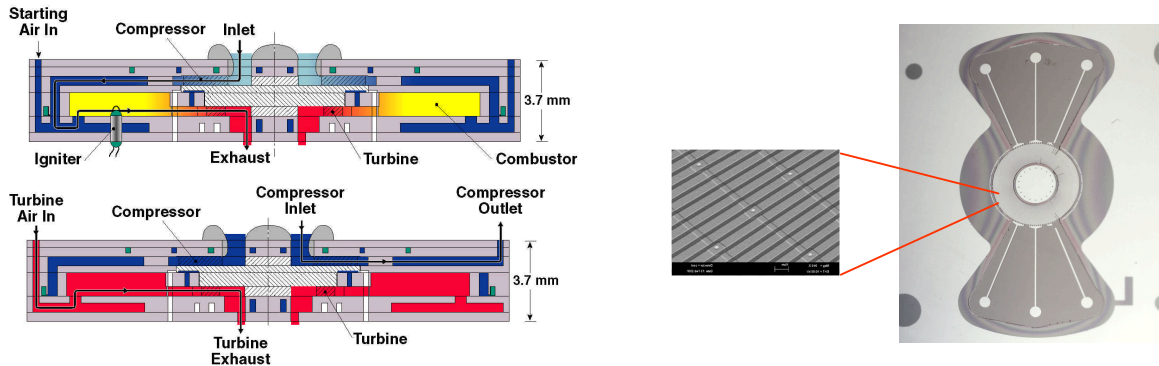 Starting
Air In
Compressor
Inlet
3.7 mm
Igniter
Exhaust
Turbine
Combustor
Turbine
Air In
Compressor
Compressor
Inlet
Compressor
Outlet
3.7 mm
Turbine
Exhaust
Turbine